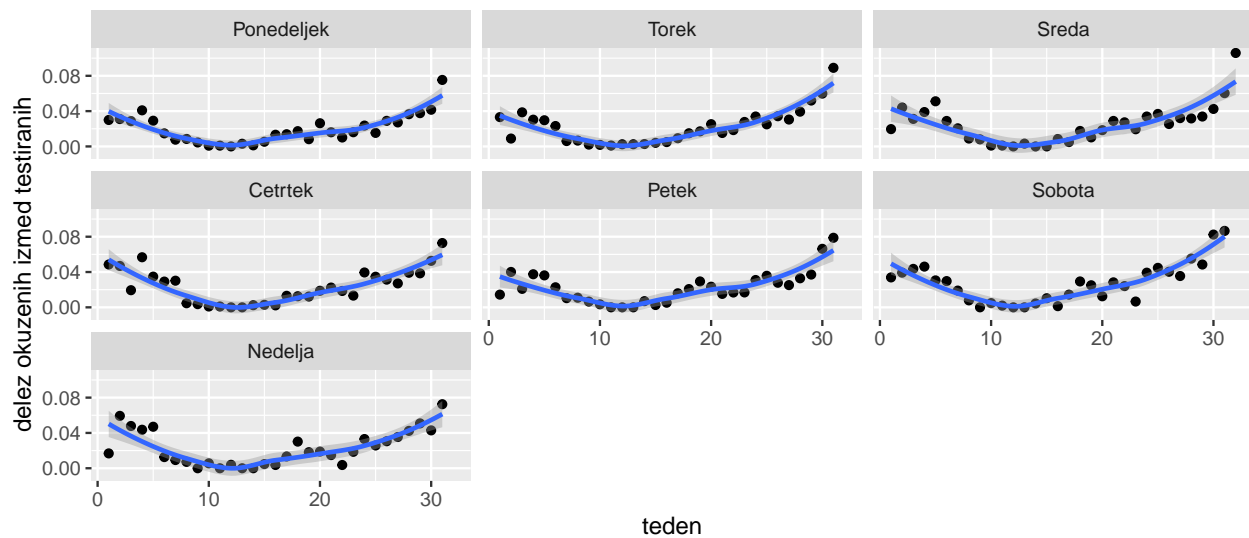 Ponedeljek Torek Sreda
0.08
0.04
0.00
Cetrtek Petek Sobota
0.08
0.04
0.00
0 10 20 30 0 10 20 30
Nedelja
0.08
0.04
0.00
0 10 20 30
teden
delez okuzenih izmed testiranih